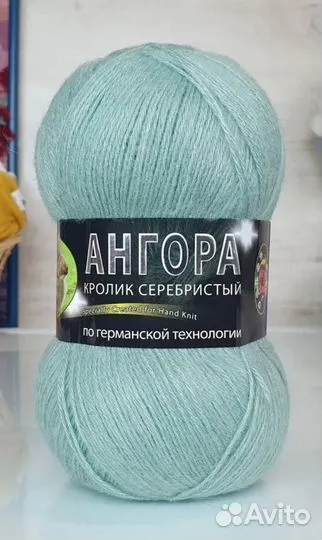 АНГОРА
КРОЛИК СЕРЕБРИСТЫЙ
Specially Created for Hand Knit
по германской технологии
Avito